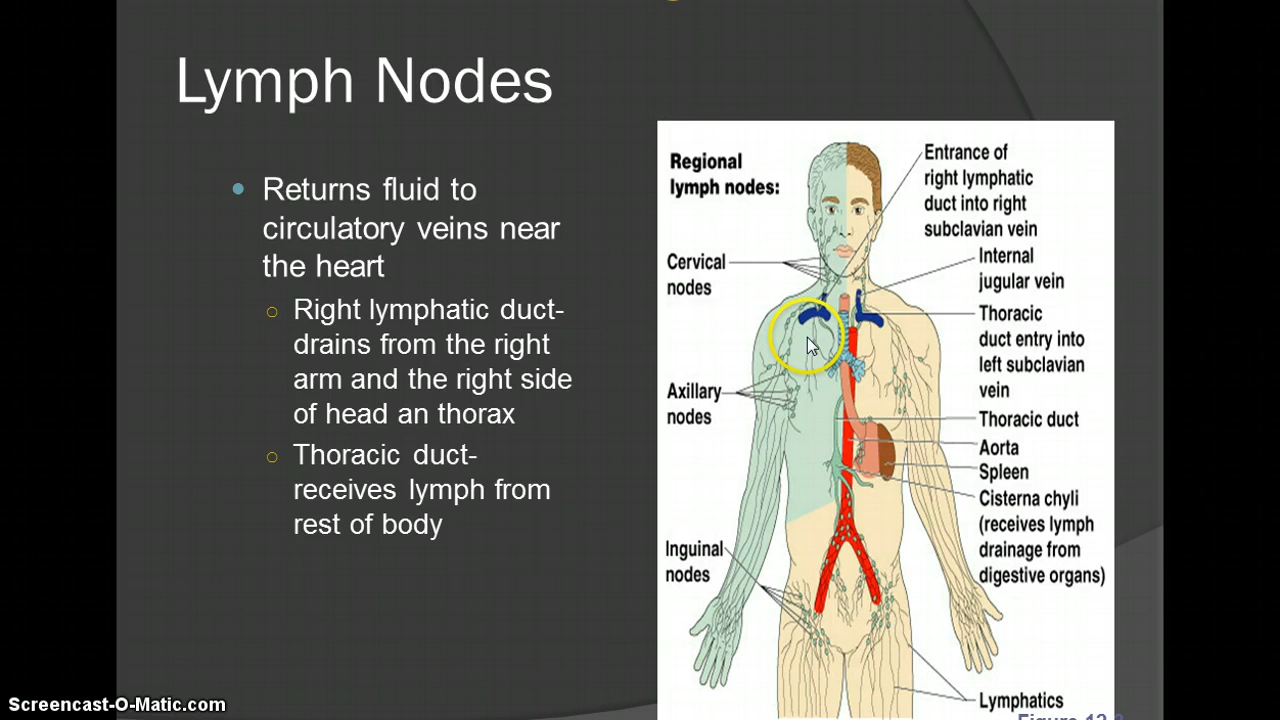 Lymph Nodes
Returns fluid to
circulatory veins near
the heart
Right lymphatic duct-
drains from the right
arm and the right side
of head an thorax
Thoracic duct-
receives lymph from
rest of body
Regional
lymph nodes:
Cervical
nodes
Axillary
nodes
Inguinal
nodes
Entrance of
right lymphatic
duct into right
subclavian vein
Internal
jugular vein
Thoracic
duct entry into
left subclavian
vein
Thoracic duct
Aorta
Spleen
Cisterna chyli
(receives lymph
drainage from
digestive organs)
Lymphatics
Figure
Screencast-O-Matic.com